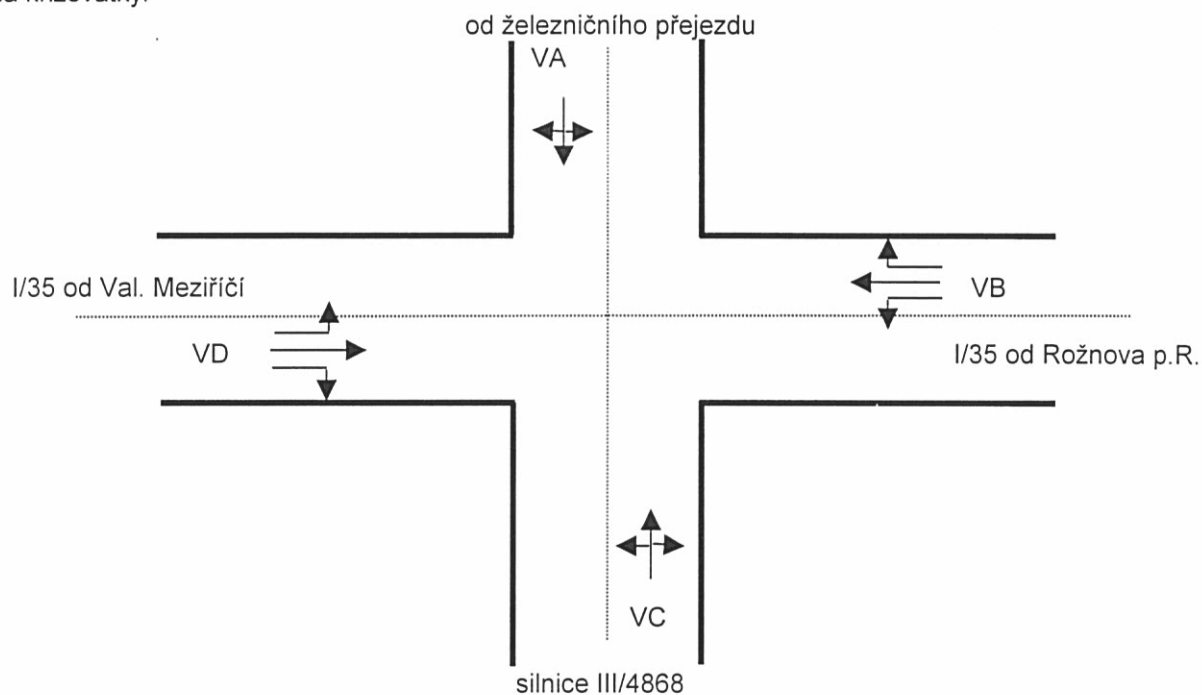 od železničního přejezdu
VA
I/35 od Val. Meziříčí
VB
VD
I/35 od Rožnova p.R.
VC
silnice III/4868